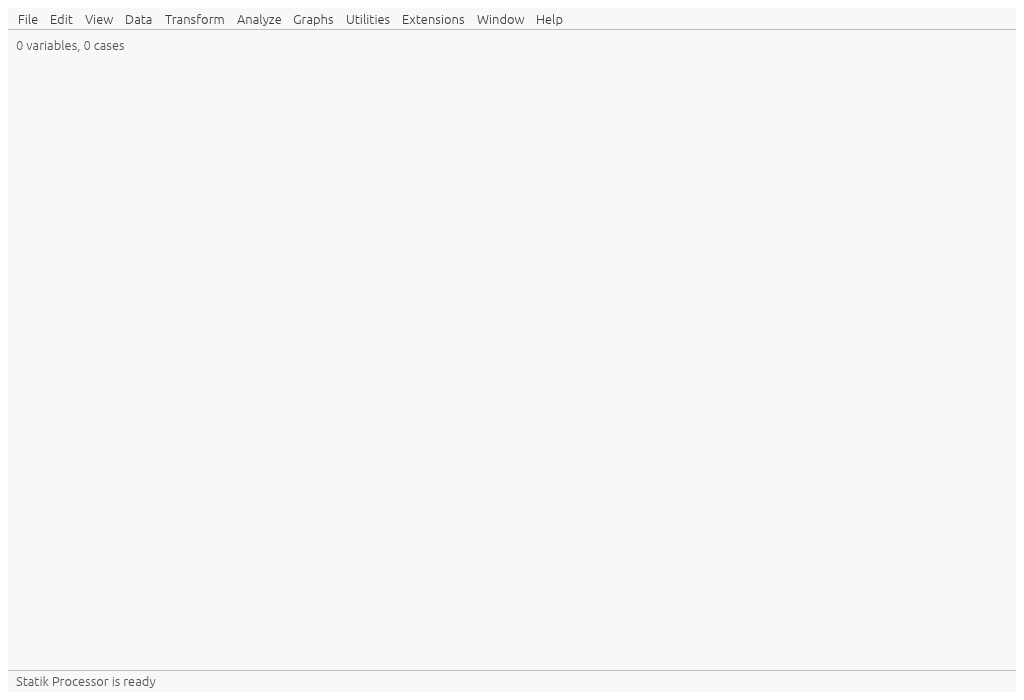 File Edit View Data Transform Analyze Graphs Utilities Extensions Window Help
0 variables, 0 cases
Statik Processor is ready